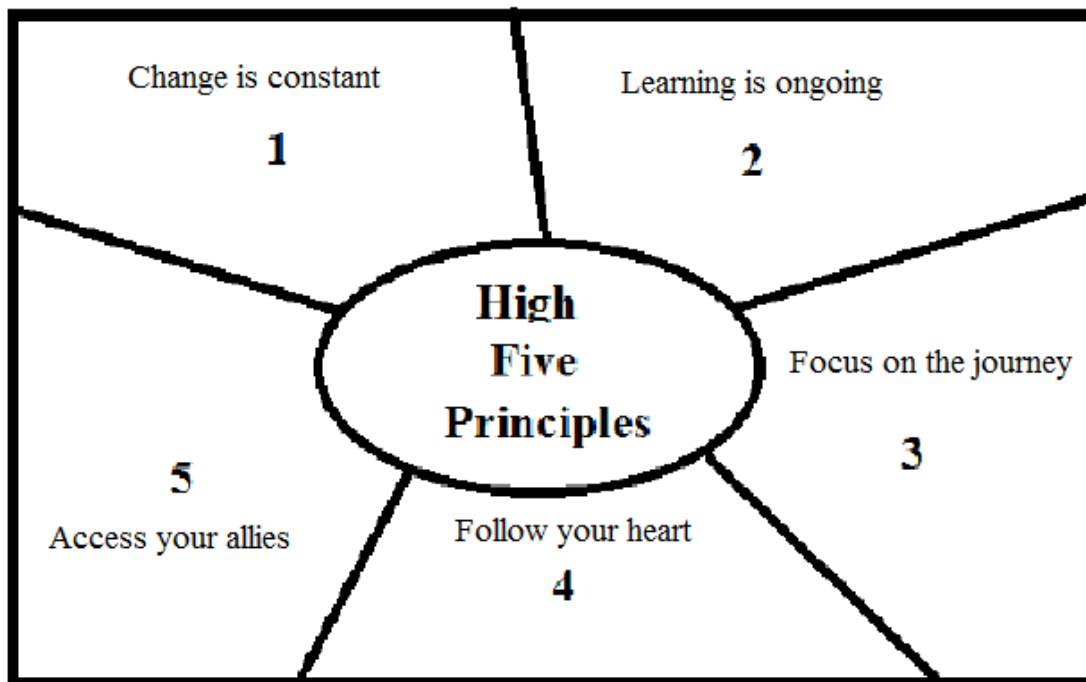 Change is constant
1
Learning is ongoing
2
High
Five
Principles
Focus on the journey
3
Follow your heart
4
5
Access your allies